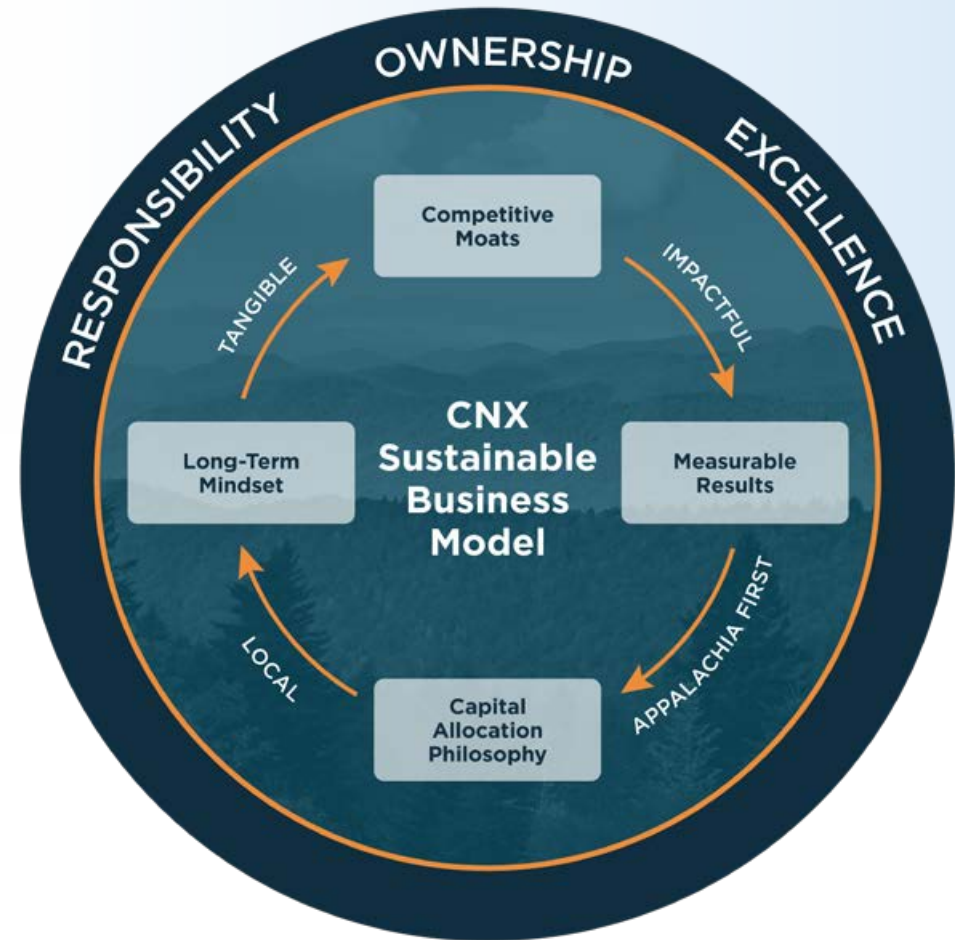 RESPONSIBILITY
OWNERSHIP
EXCELLENCE
Competitive
Moats
TANGIBLE
IMPACTFUL
Long-Term
Mindset
CNX
Sustainable
Business
Model
Measurable
Results
LOCAL
APPALACHIA FIRST
Capital
Allocation
Philosophy